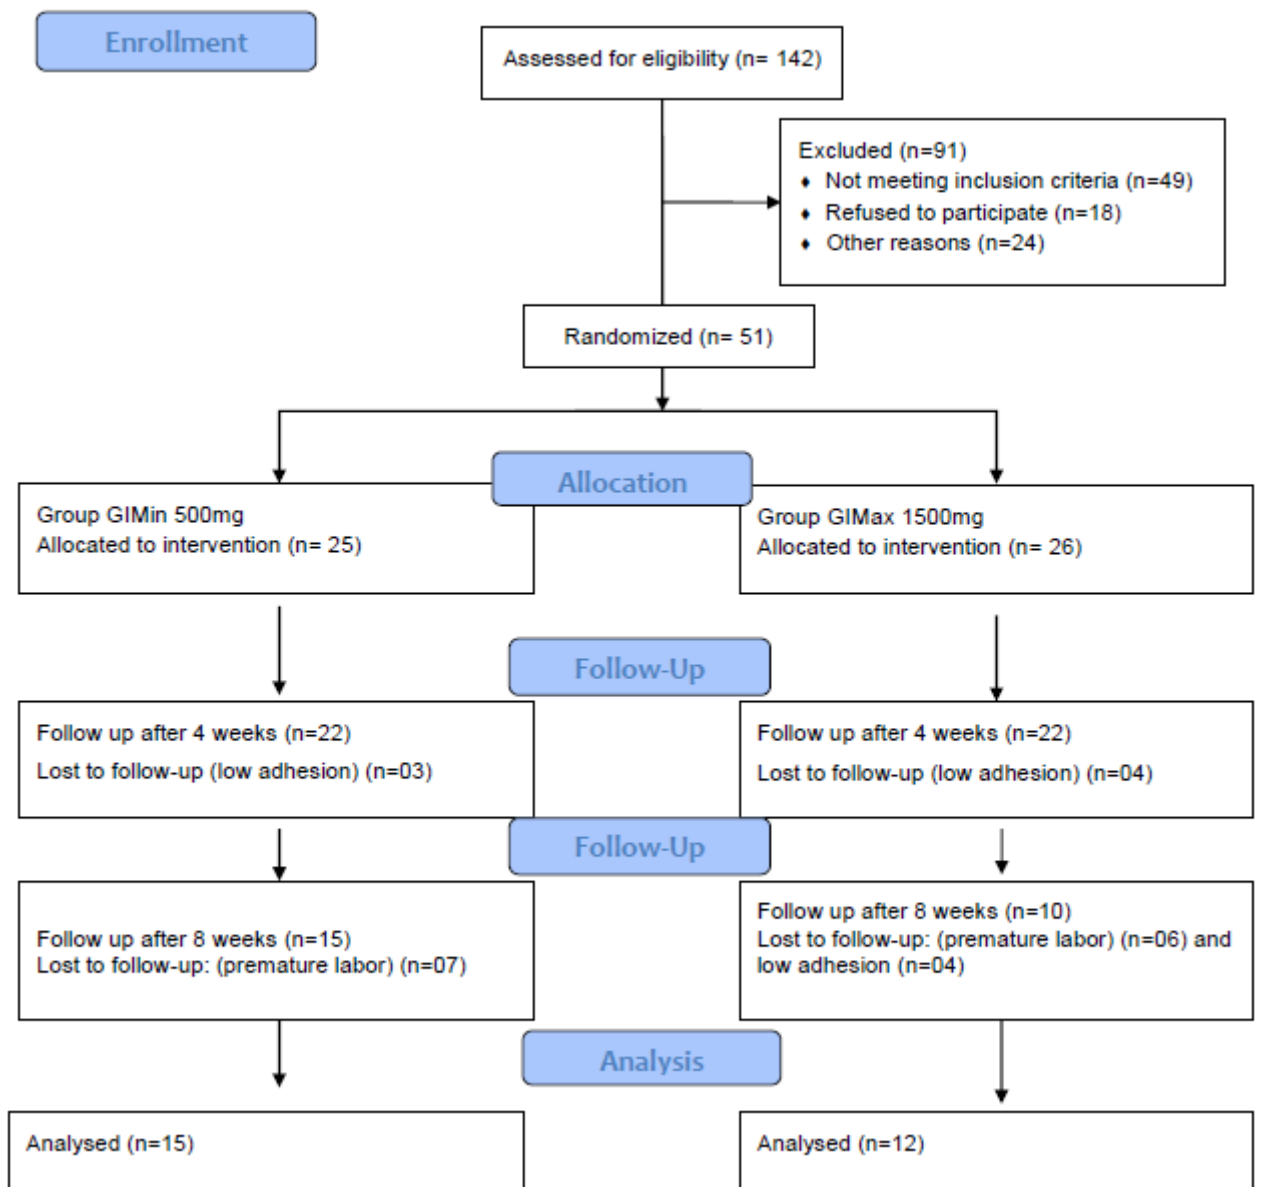 Enrollment
Assessed for eligibility (n= 142)
Excluded (n=91)
♦ Not meeting inclusion criteria (n=49)
♦ Refused to participate (n=18)
♦ Other reasons (n=24)
Randomized (n= 51)
Allocation
Group GIMin 500mg
Allocated to intervention (n= 25)
Group GIMax 1500mg
Allocated to intervention (n= 26)
Follow-Up
Follow up after 4 weeks (n=22)
Lost to follow-up (low adhesion) (n=03)
Follow up after 4 weeks (n=22)
Lost to follow-up (low adhesion) (n=04)
Follow-Up
Follow up after 8 weeks (n=15)
Lost to follow-up: (premature labor) (n=07)
Follow up after 8 weeks (n=10)
Lost to follow-up: (premature labor) (n=06) and
low adhesion (n=04)
Analysis
Analysed (n=15)
Analysed (n=12)